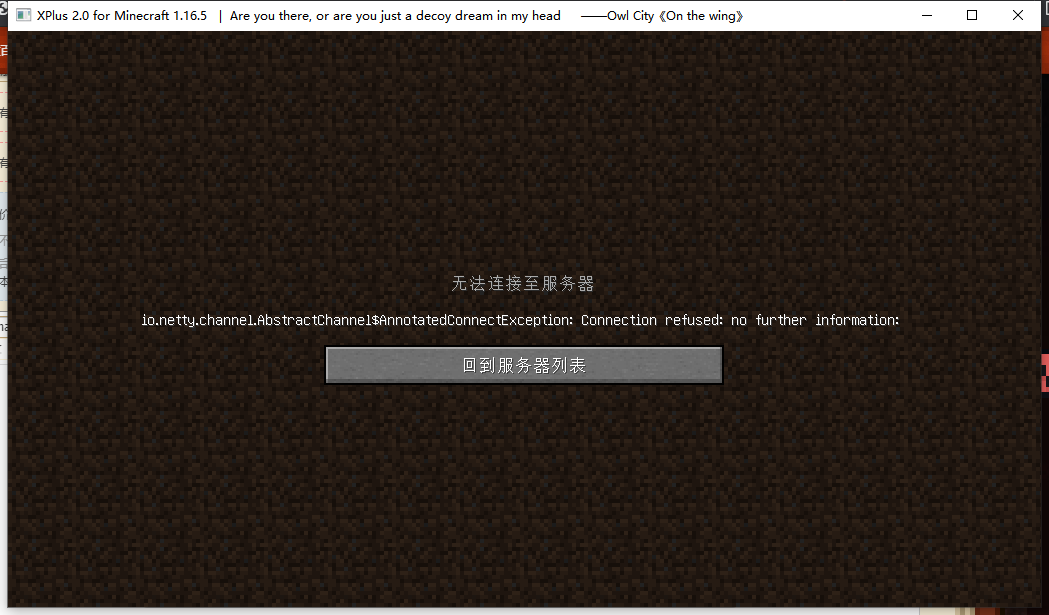 XPlus 2.0 for Minecraft 1.16.5 | Are you there, or are you just a decoy dream in my head ——Owl City《On the wing》
无法连接至服务器
io.netty.channel.AbstractChannel$AnnotatedConnectException: Connection refused: no further information:
回到服务器列表